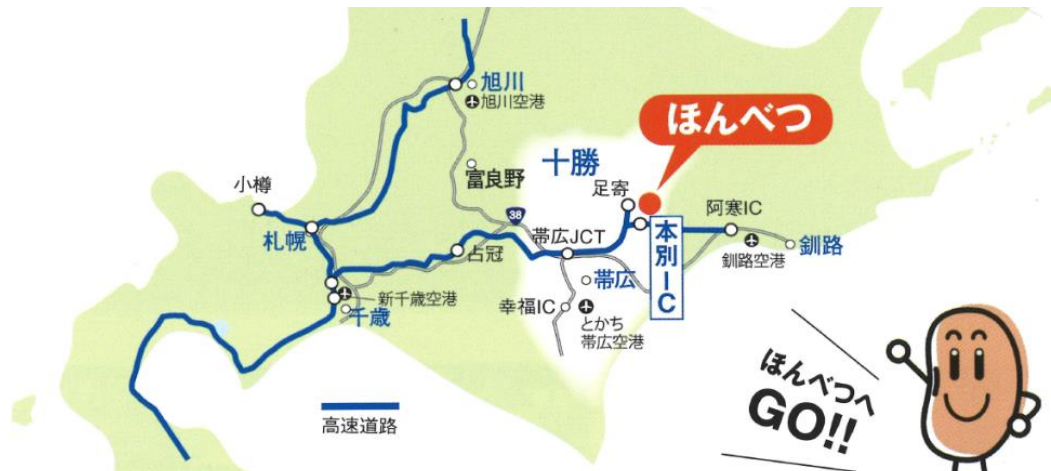 旭川
旭川空港
ほんべつ
十勝
富良野
足寄
小樽
38
阿寒IC
札幌
帯広JCT
本別IC
占冠
釧路空港
釧路
帯広
新千歳空港
幸福IC
千歳
とかち
帯広空港
高速道路
ほんべつへ
GO!!